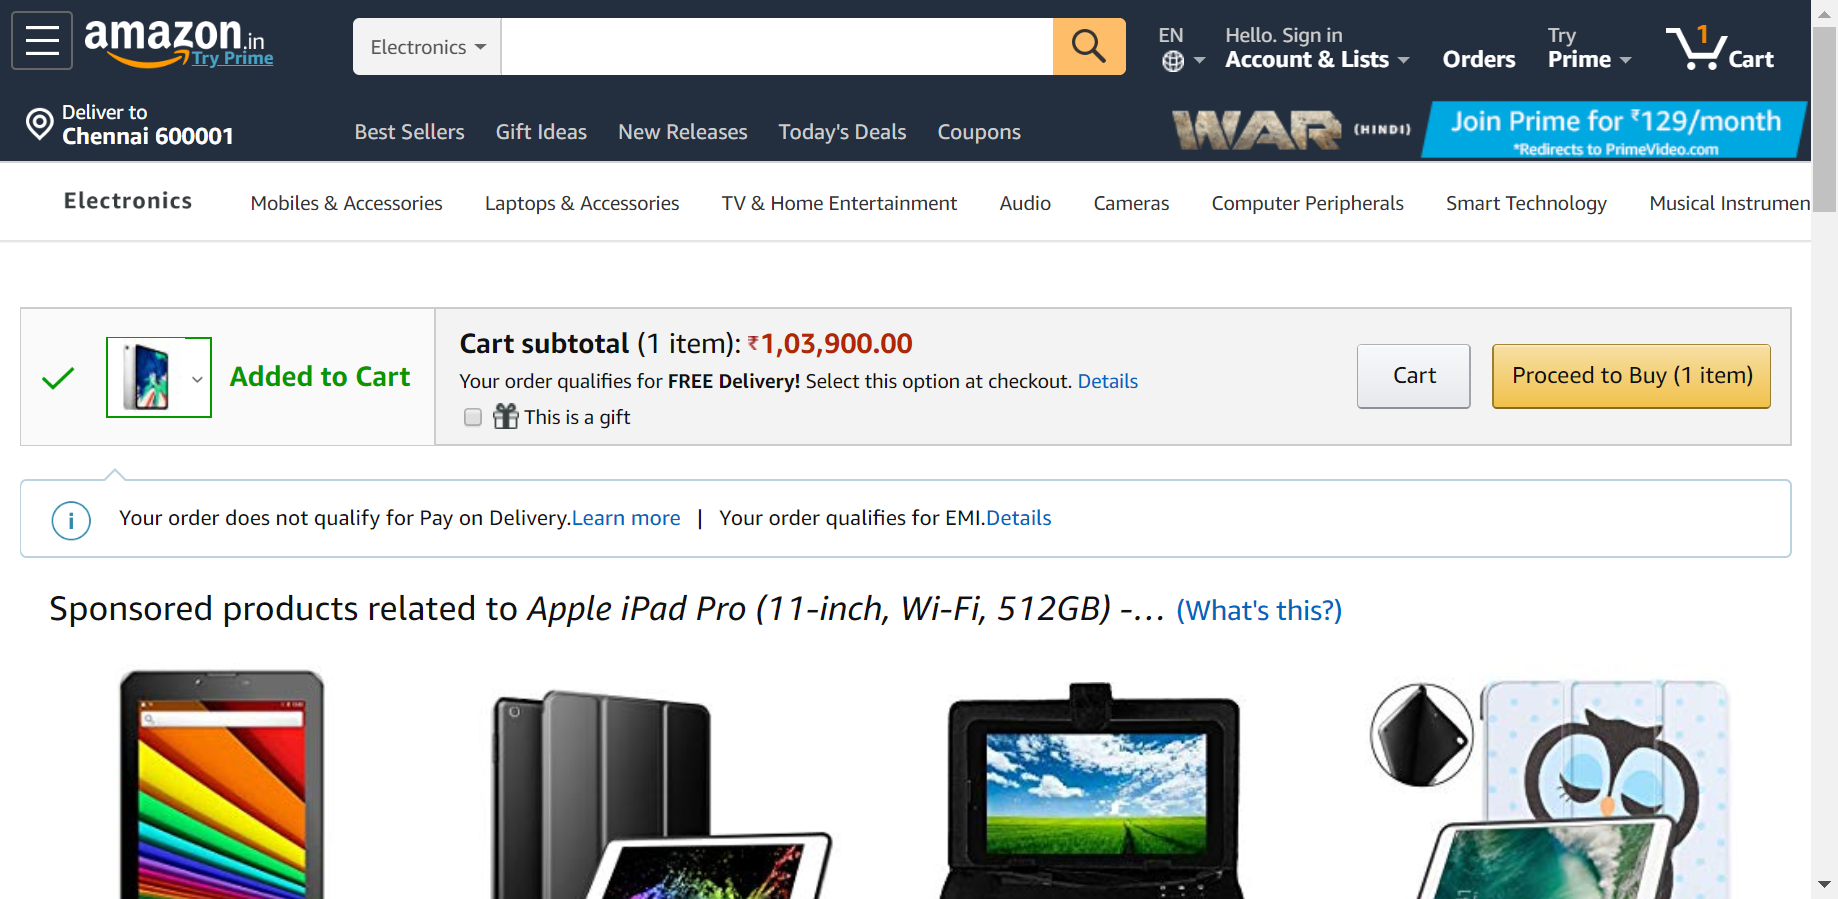 amazon.in
Try Prime
Electronics
EN
Hello. Sign in
Account & Lists
Orders
Try
Prime
1
Cart
Deliver to
Chennai 600001
Best Sellers
Gift Ideas
New Releases
Today's Deals
Coupons
WAR (HINDI)
Join Prime for ₹129/month
*Redirects to PrimeVideo.com
Electronics
Mobiles & Accessories
Laptops & Accessories
TV & Home Entertainment
Audio
Cameras
Computer Peripherals
Smart Technology
Musical Instrumen
Added to Cart
Cart subtotal (1 item): ₹1,03,900.00
Your order qualifies for FREE Delivery! Select this option at checkout. Details
This is a gift
Cart
Proceed to Buy (1 item)
Your order does not qualify for Pay on Delivery.Learn more | Your order qualifies for EMI.Details
Sponsored products related to Apple iPad Pro (11-inch, Wi-Fi, 512GB) -... (What's this?)